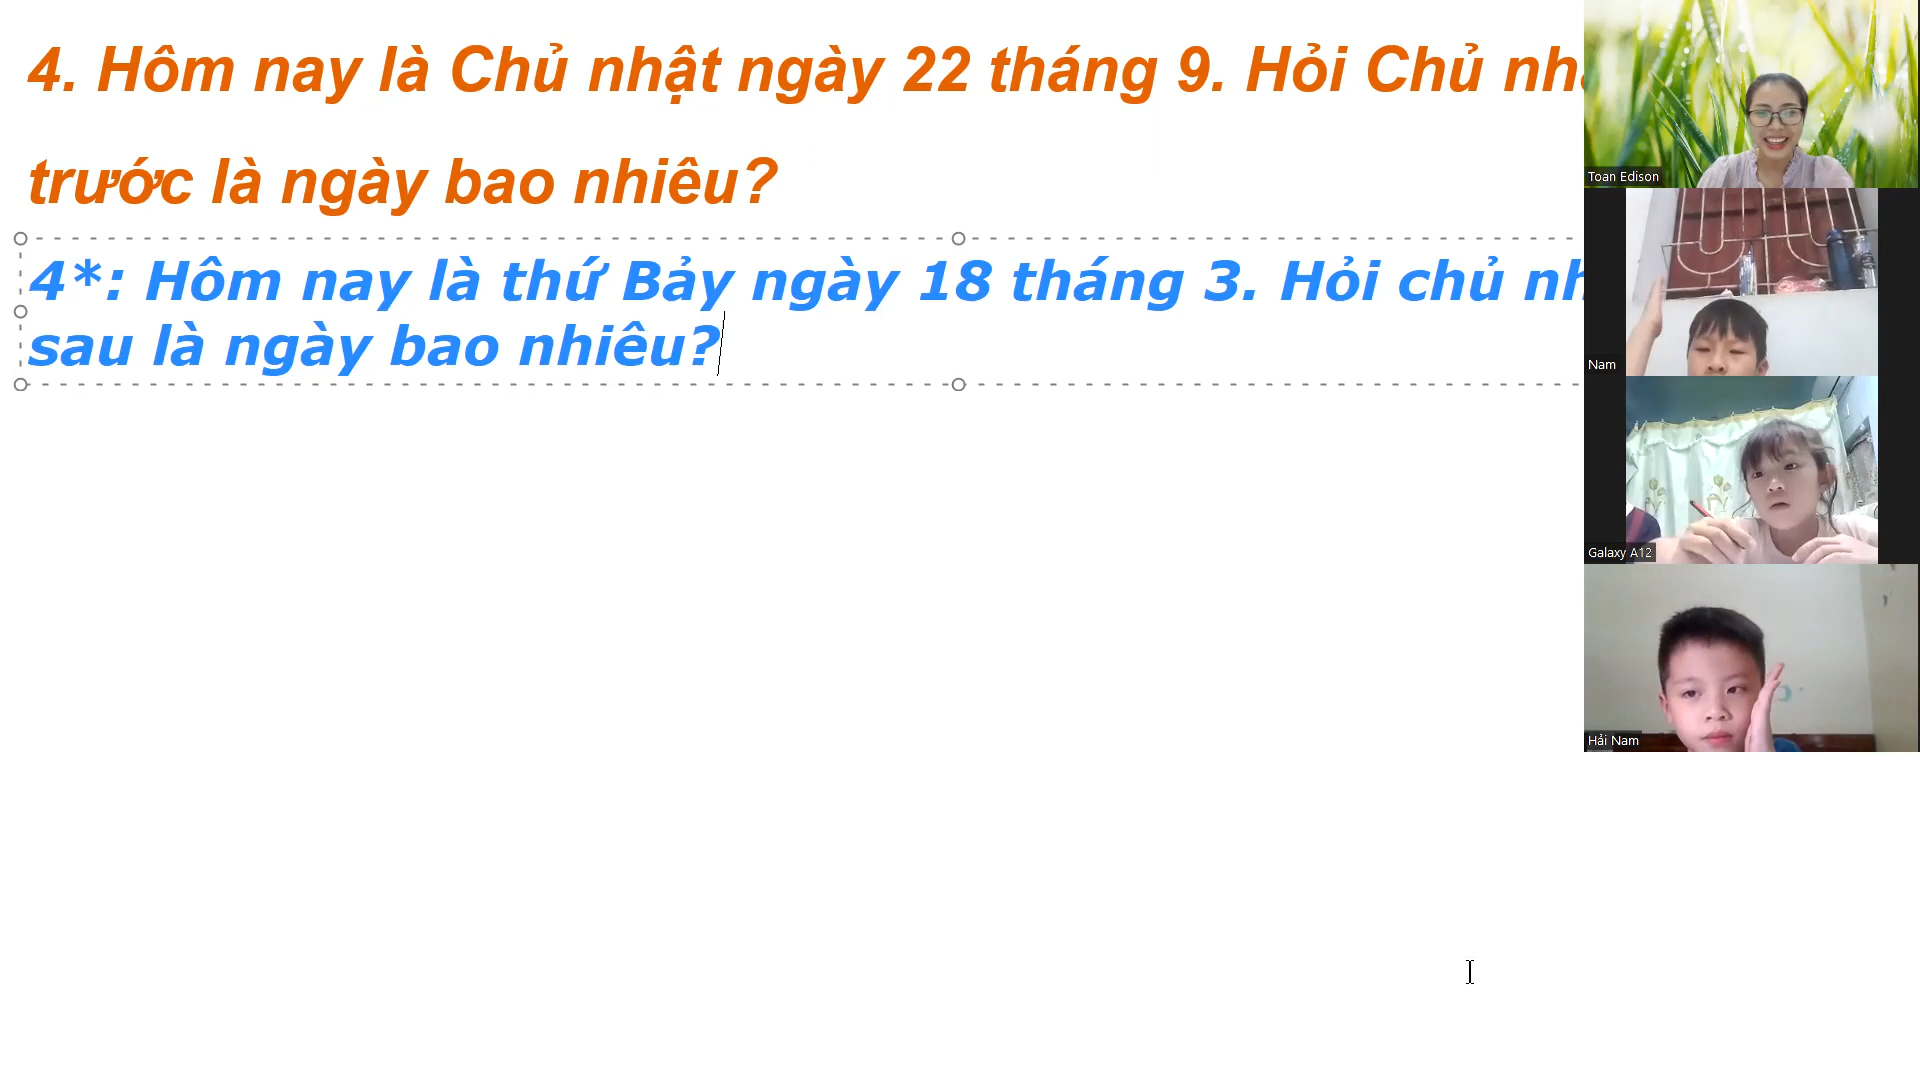 4. Hôm nay là Chủ nhật ngày 22 tháng 9. Hỏi Chủ
trước là ngày bao nhiêu?
4*: Hôm nay là thứ Bảy ngày 18 tháng 3. Hỏi chủ
sau là ngày bao nhiêu?
Toan Edison
Nam
Galaxy A12
Hải Nam